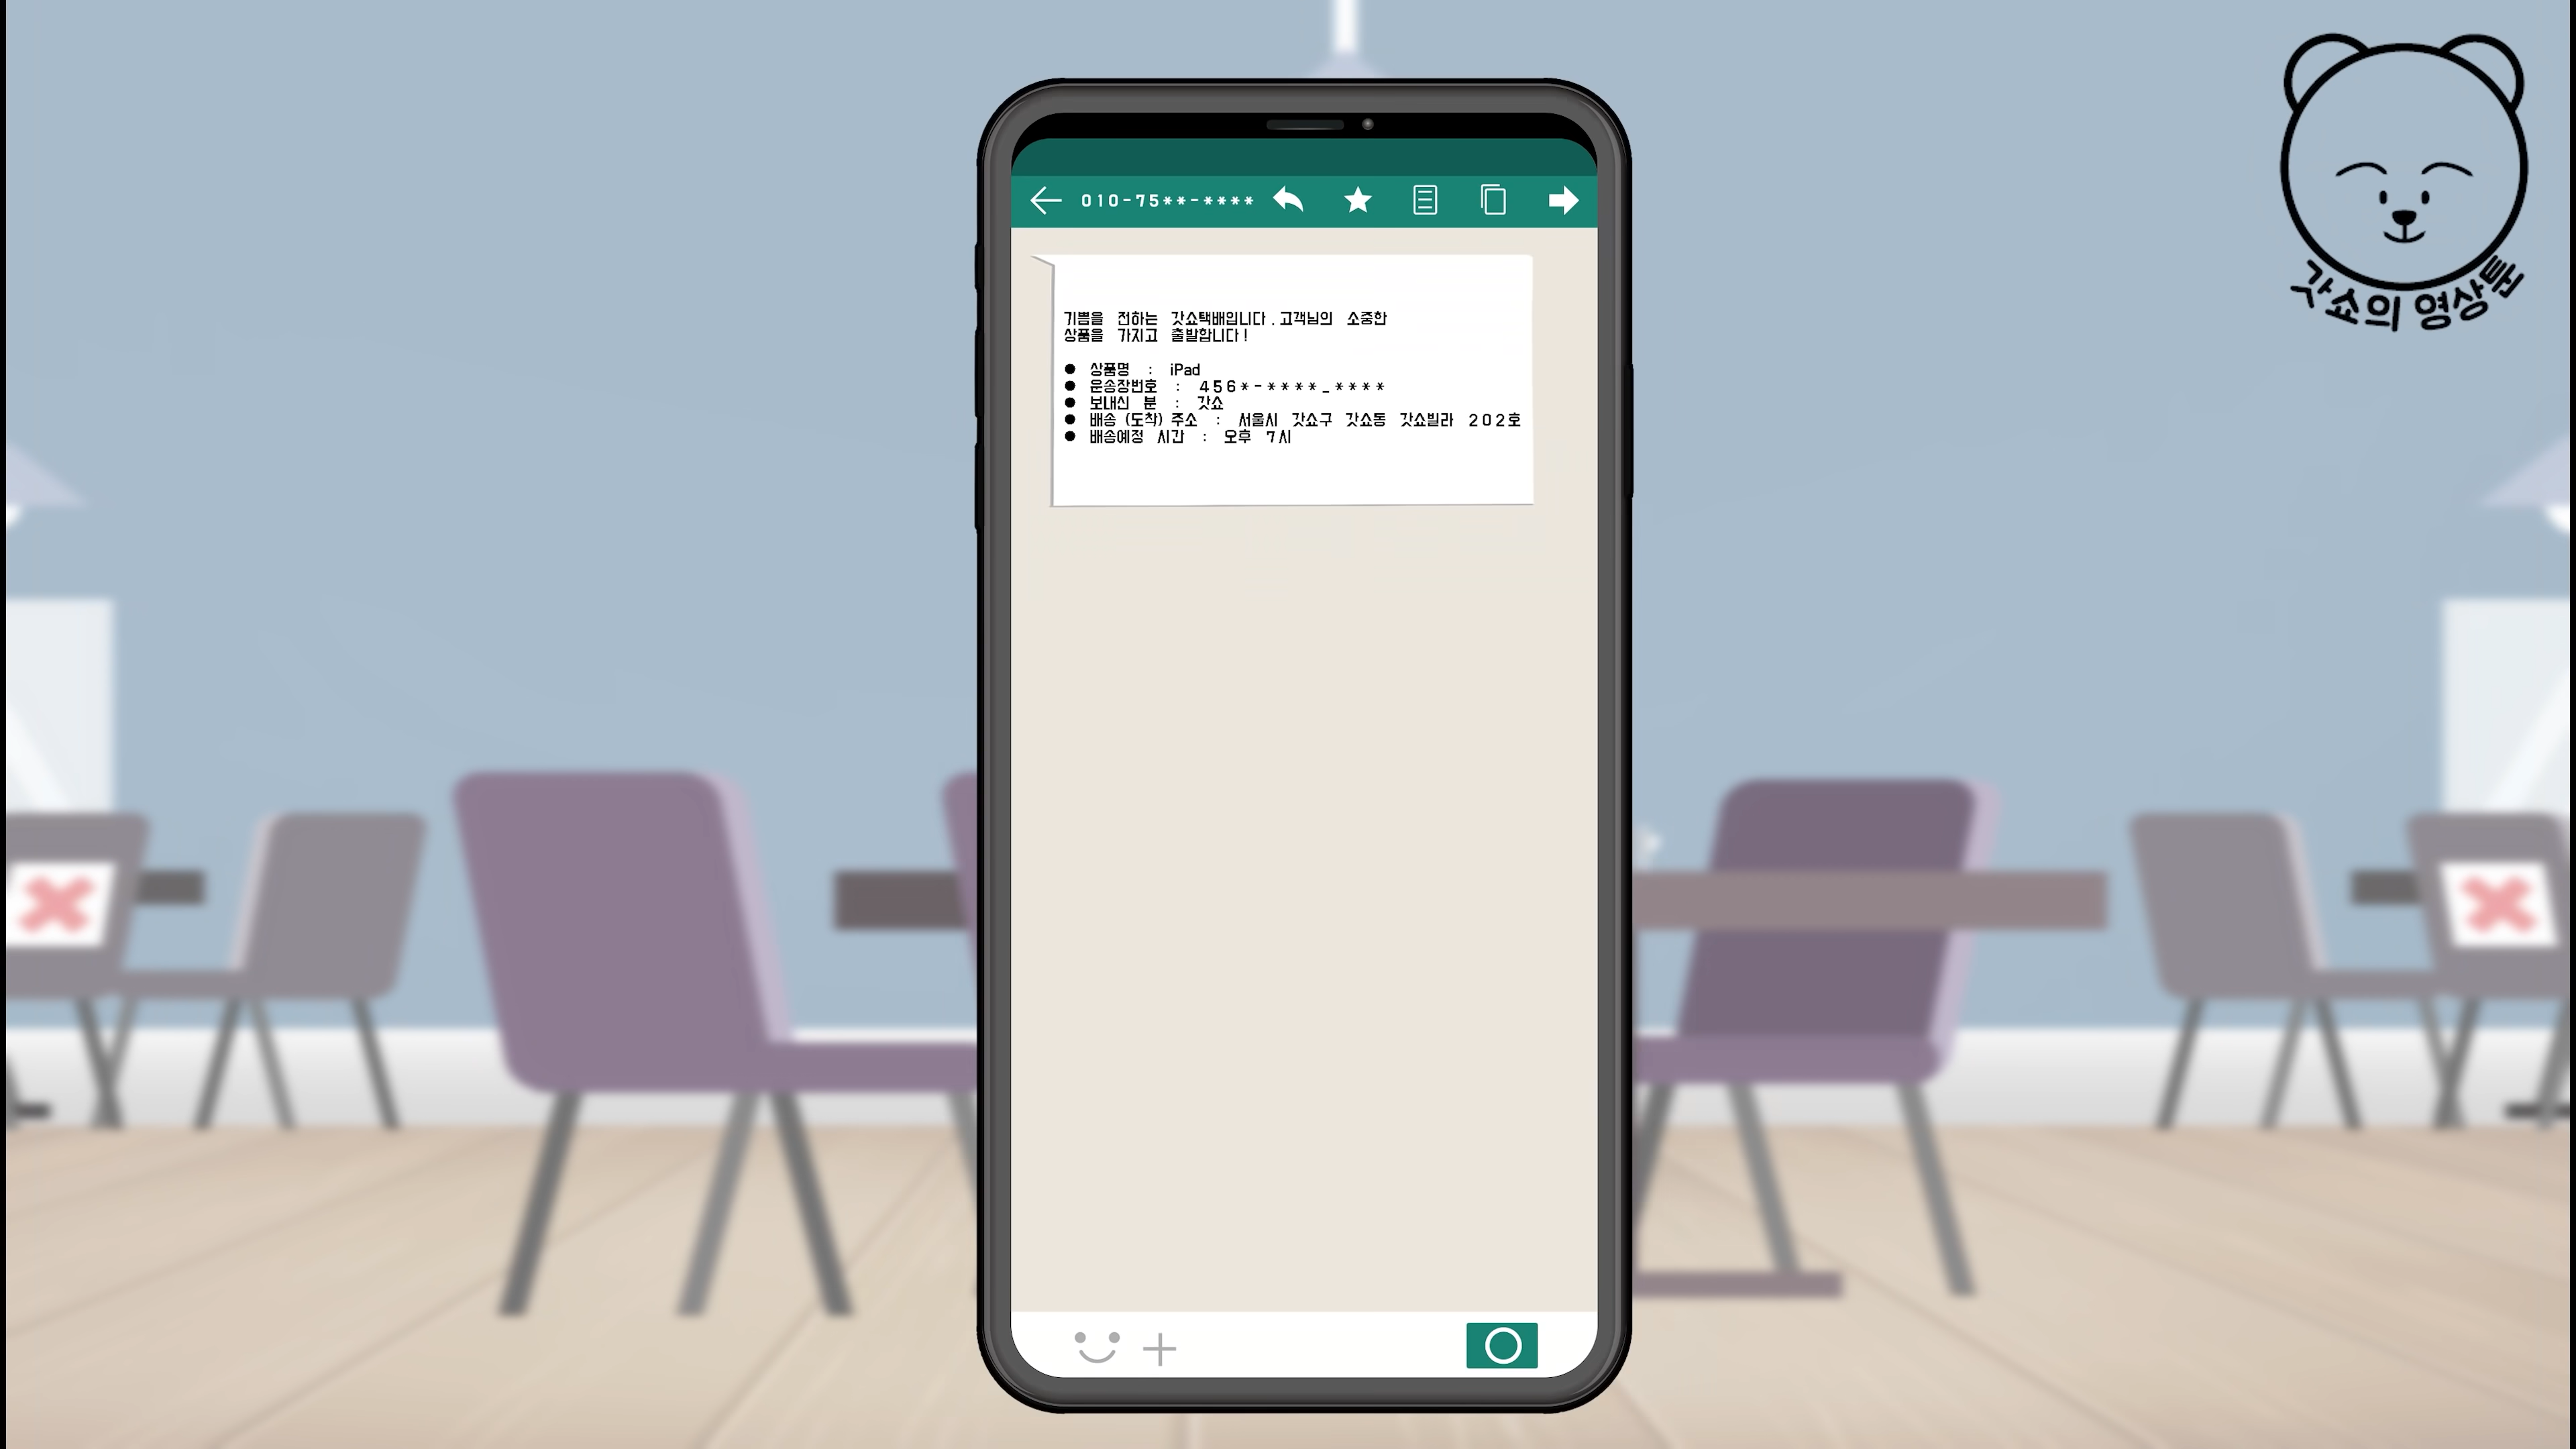 010-75**-****
기쁨을 전하는 갓쇼택배입니다.고객님의 소중한
상품을 가지고 출발합니다!
● 상품명 : iPad
● 운송장번호 : 456*-****_****
● 보내신 분 : 갓쇼
● 배송(도착)주소 : 서울시 갓쇼구 갓쇼동 갓쇼빌라 202호
● 배송예정 시간 : 오후 7시
갓쇼의 영상툰